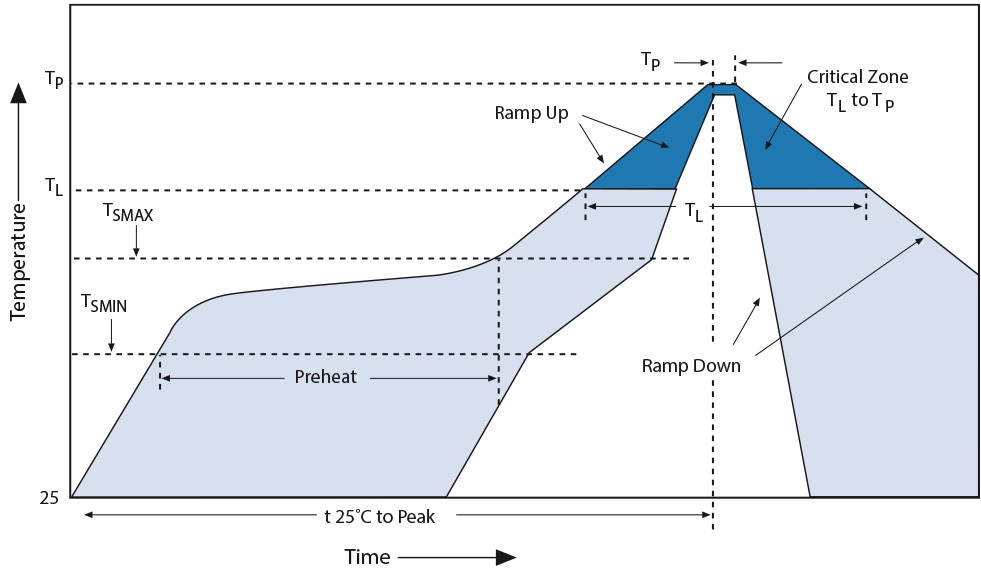 TP
TP
Critical Zone
TL to TP
Ramp Up
TL
TSMAX
TL
Temperature
TSMIN
Ramp Down
Preheat
25
t 25˚C to Peak
Time